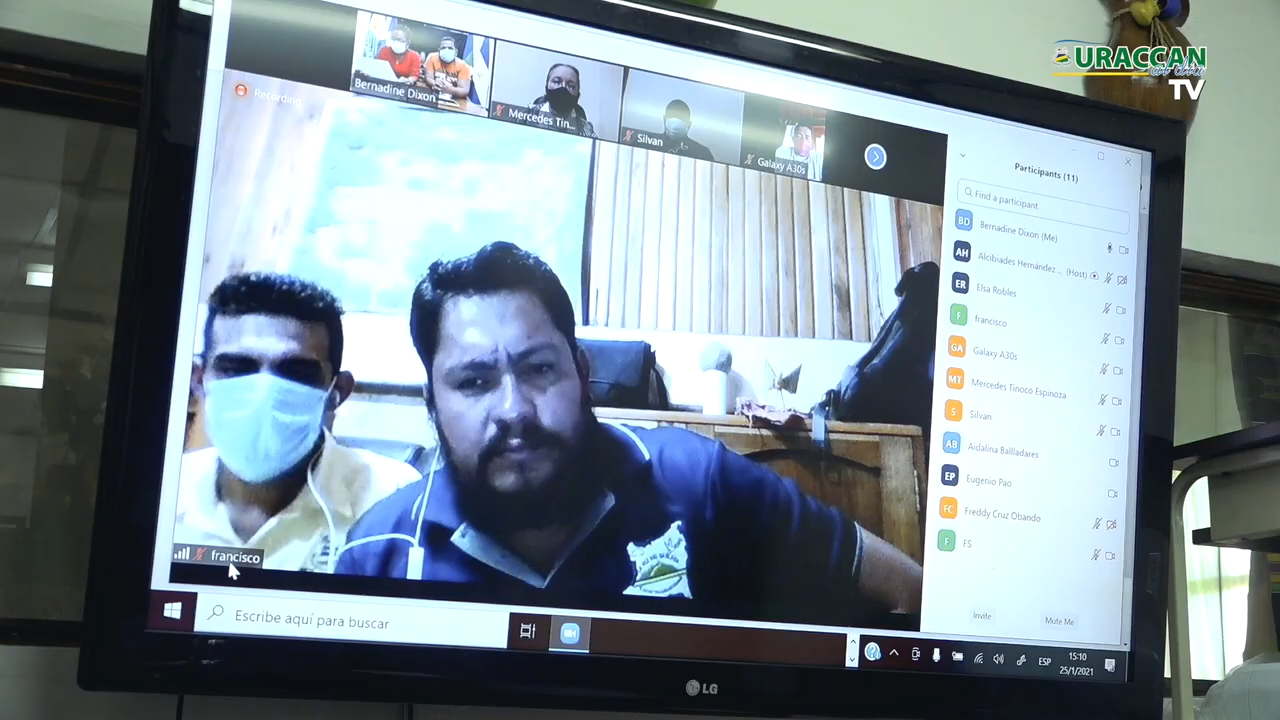 URACCAN
TV
Recording
Bernadine Dixon
Mercedes Tin...
Silvan
Galaxy A30s
Participants (11)
Find a participant
BD Bernadine Dixon (Me)
AH Alcibiades Hernández ... (Host)
ER Elsa Robles
F francisco
GA Galaxy A30s
MT Mercedes Tinoco Espinoza
S Silvan
AB Aidalina Ballladares
EP Eugenio Pao
FC Freddy Cruz Obando
F FS
Invite
Mute Me
francisco
Escribe aquí para buscar
ESP
15:10
25/1/2021
LG